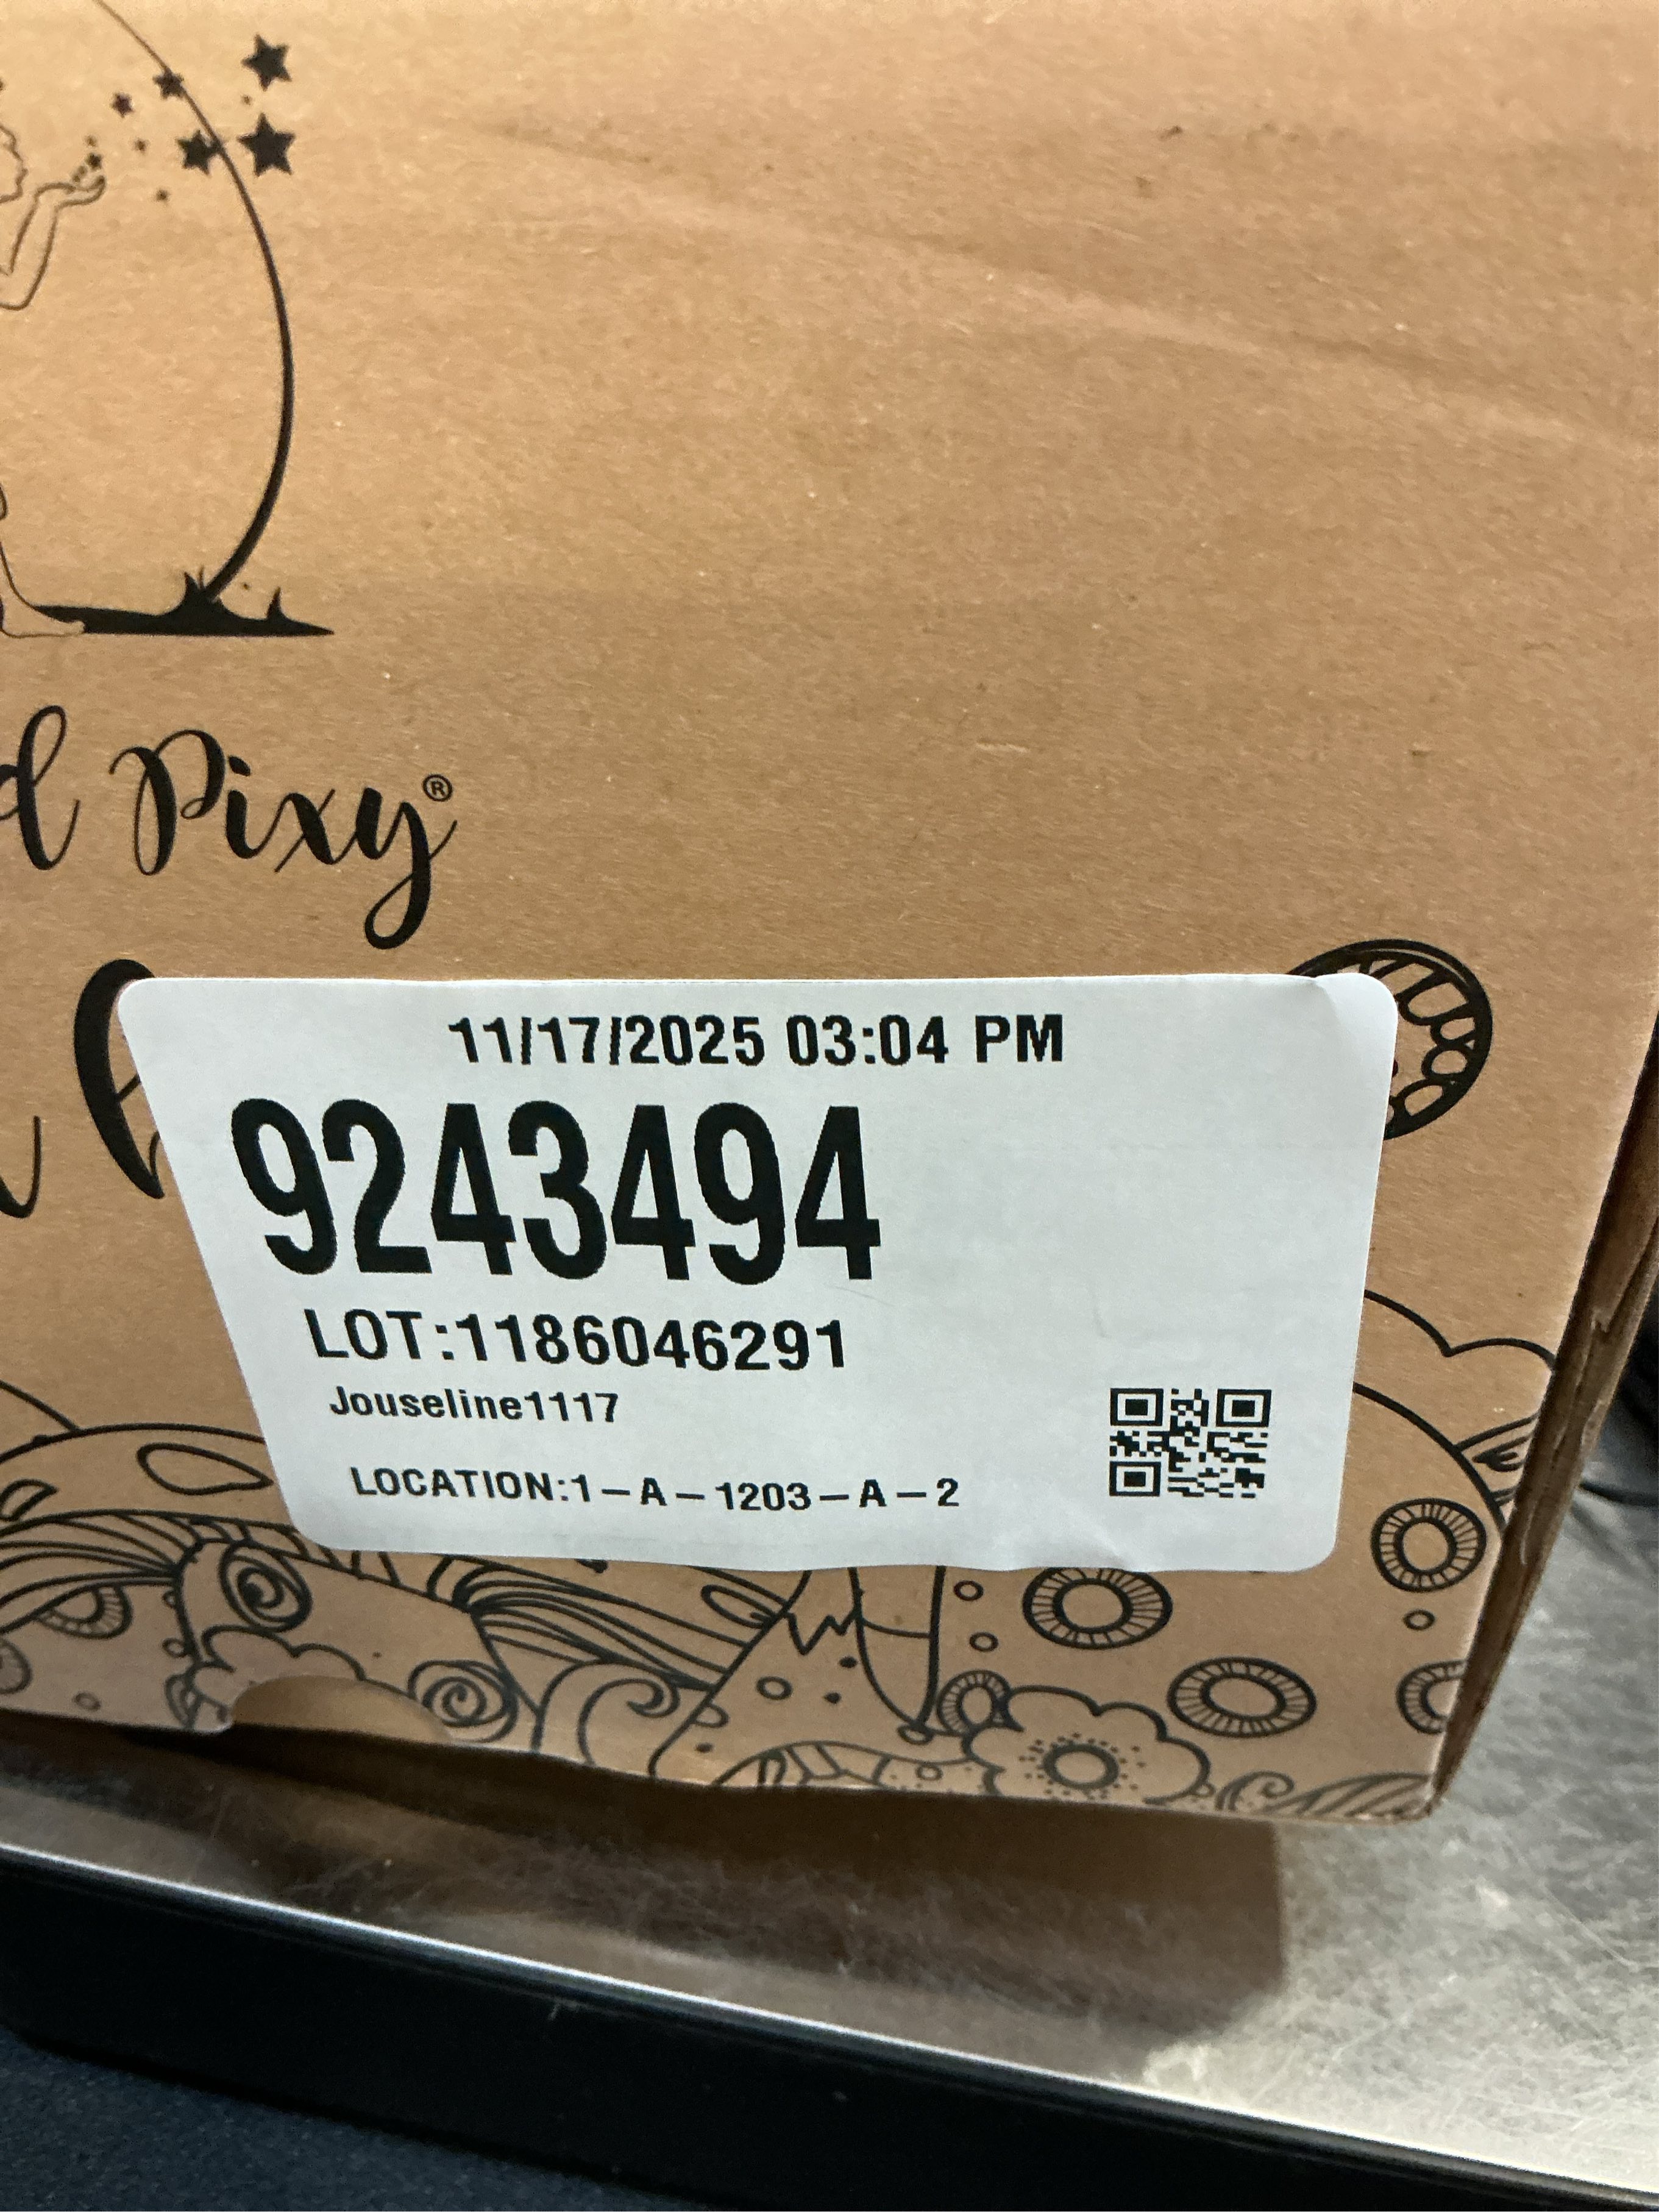 d Pixy®
11/17/2025 03:04 PM
9243494
LOT:1186046291
Jouseline1117
LOCATION:1-A-1203-A-2